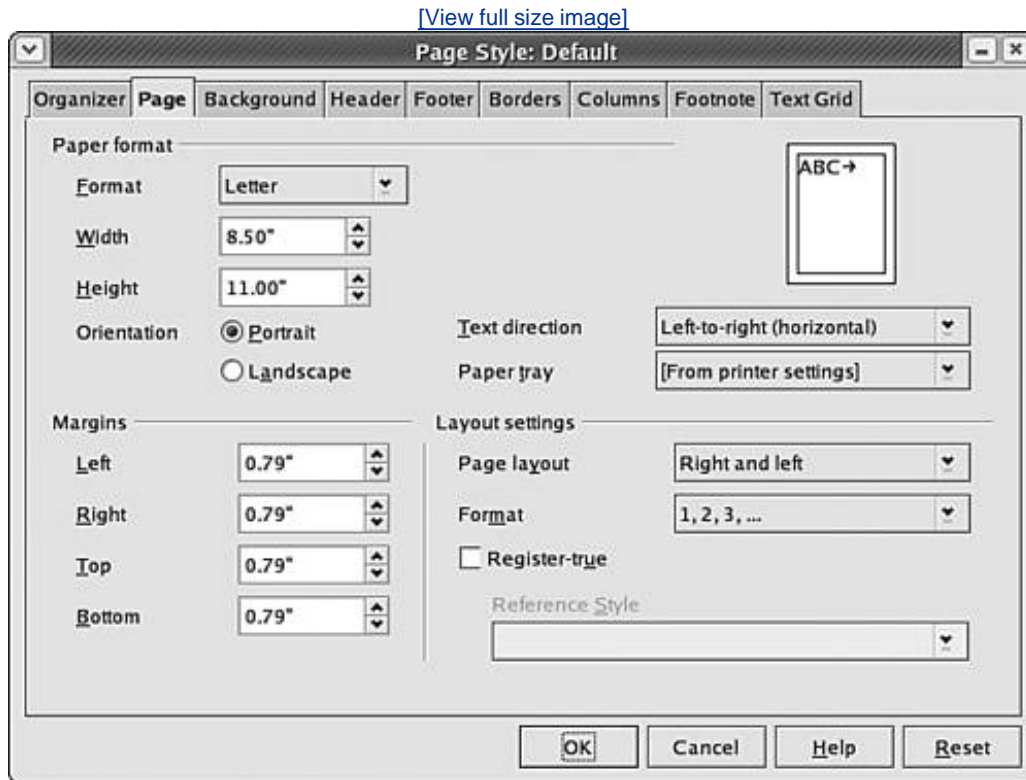 [View full size image]
Page Style: Default
Organizer Page Background Header Footer Borders Columns Footnote Text Grid
Paper format
ABC→
Format Letter
Width 8.50"
Height 11.00"
Orientation Portrait
Text direction Left-to-right (horizontal)
Landscape
Paper tray [From printer settings]
Margins
Layout settings
Left 0.79"
Page layout Right and left
Right 0.79"
Format 1, 2, 3, ...
Top 0.79"
Register-true
Reference Style
Bottom 0.79"
OK Cancel Help Reset